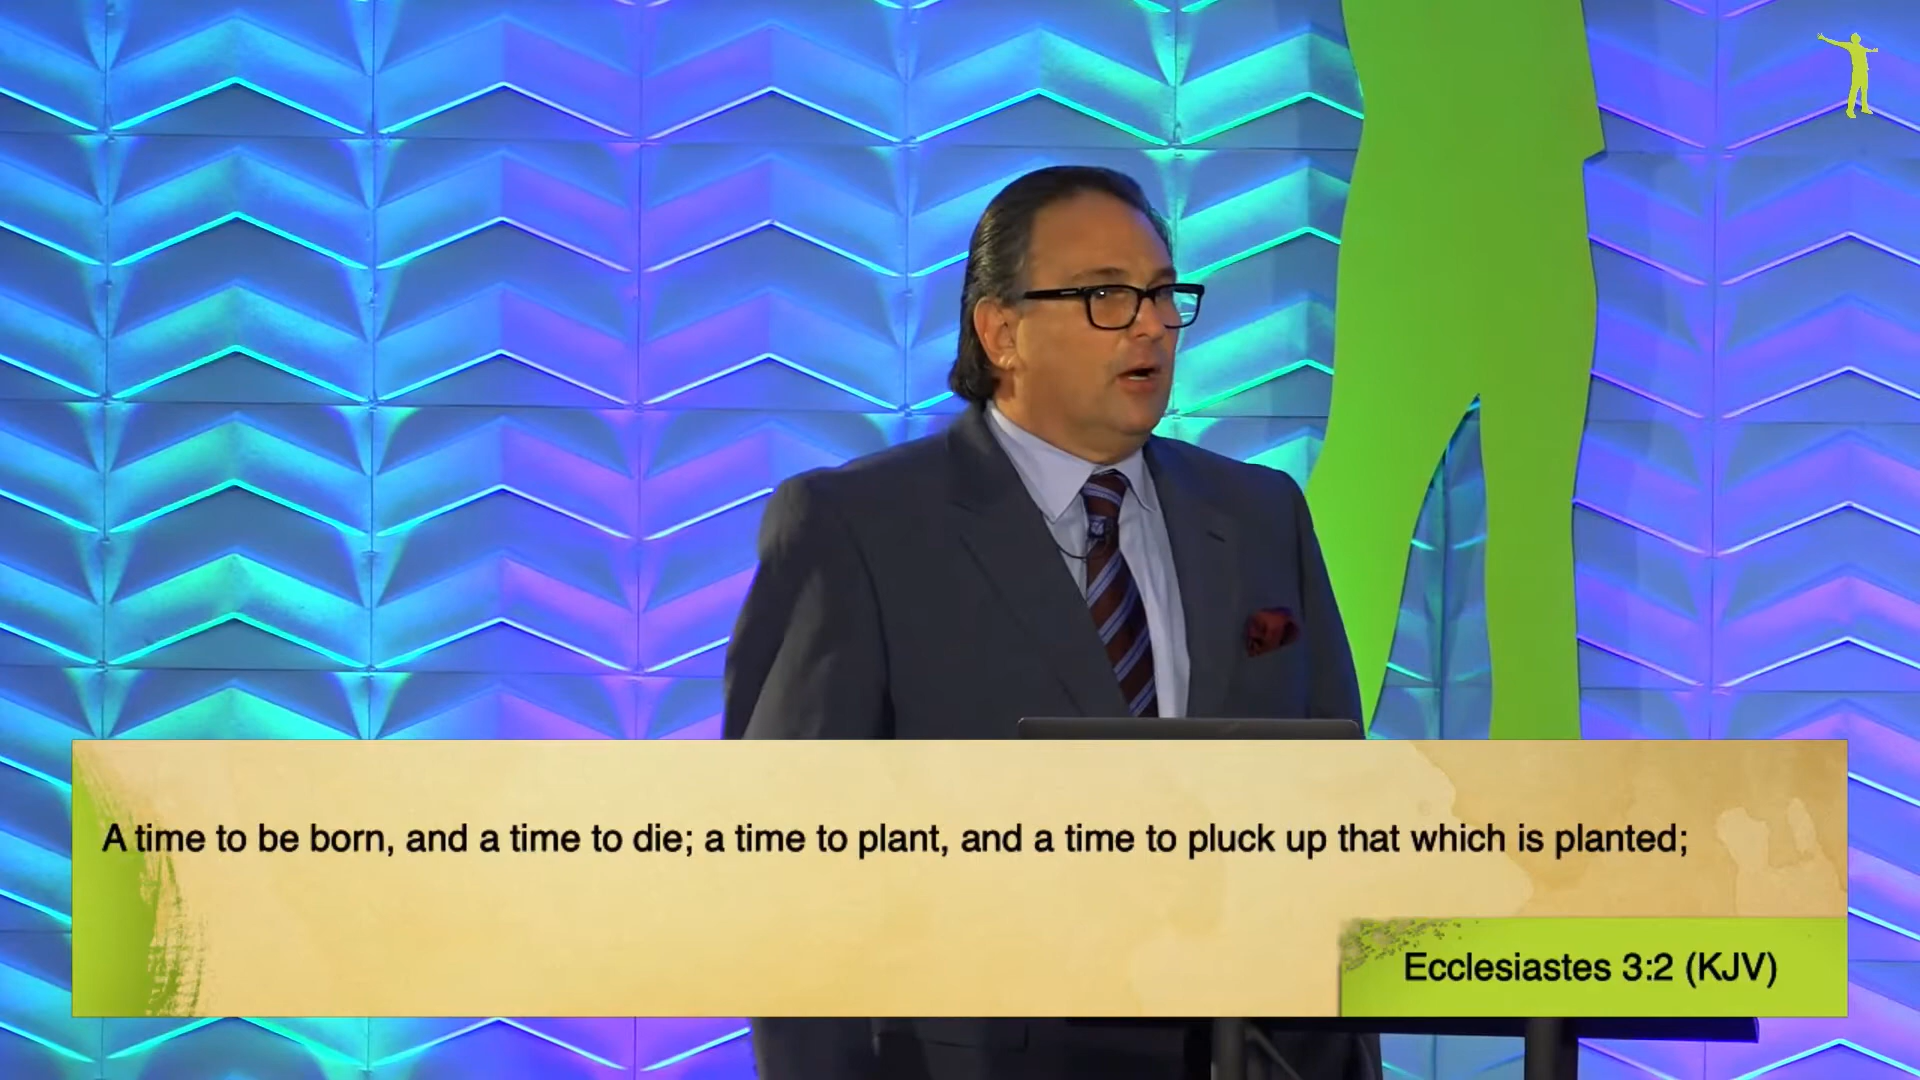 A time to be born, and a time to die; a time to plant, and a time to pluck up that which is planted;
Ecclesiastes 3:2 (KJV)